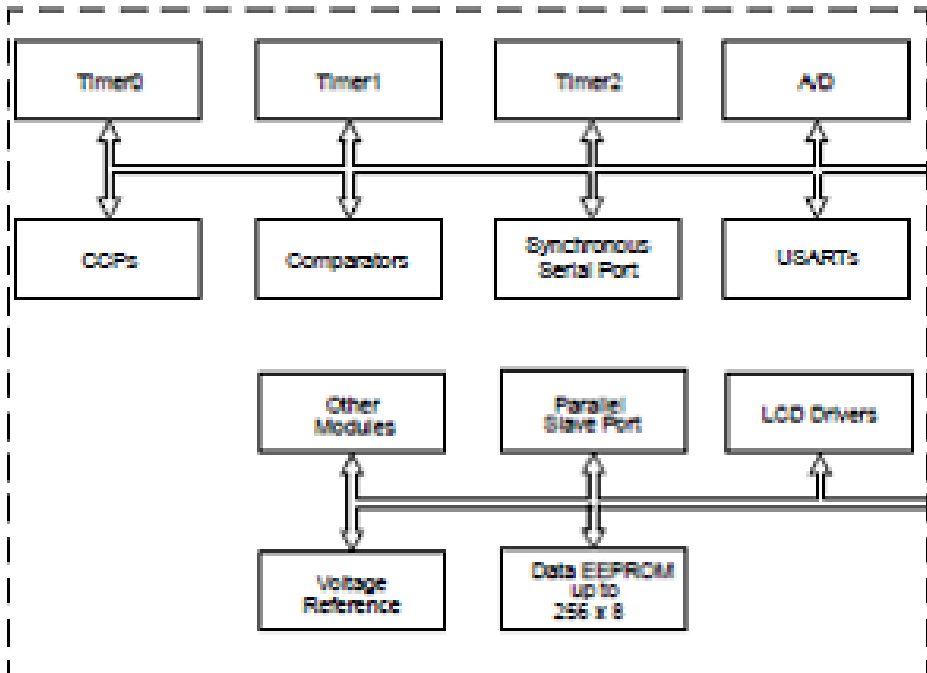 Timer0
Timer1
Timer2
A/D
CCPs
Comparators
Synchronous
Serial Port
USARTs
Other
Modules
Parallel
Slave Port
LCD Drivers
Voltage
Reference
Data EEPROM
up to
256 x 8